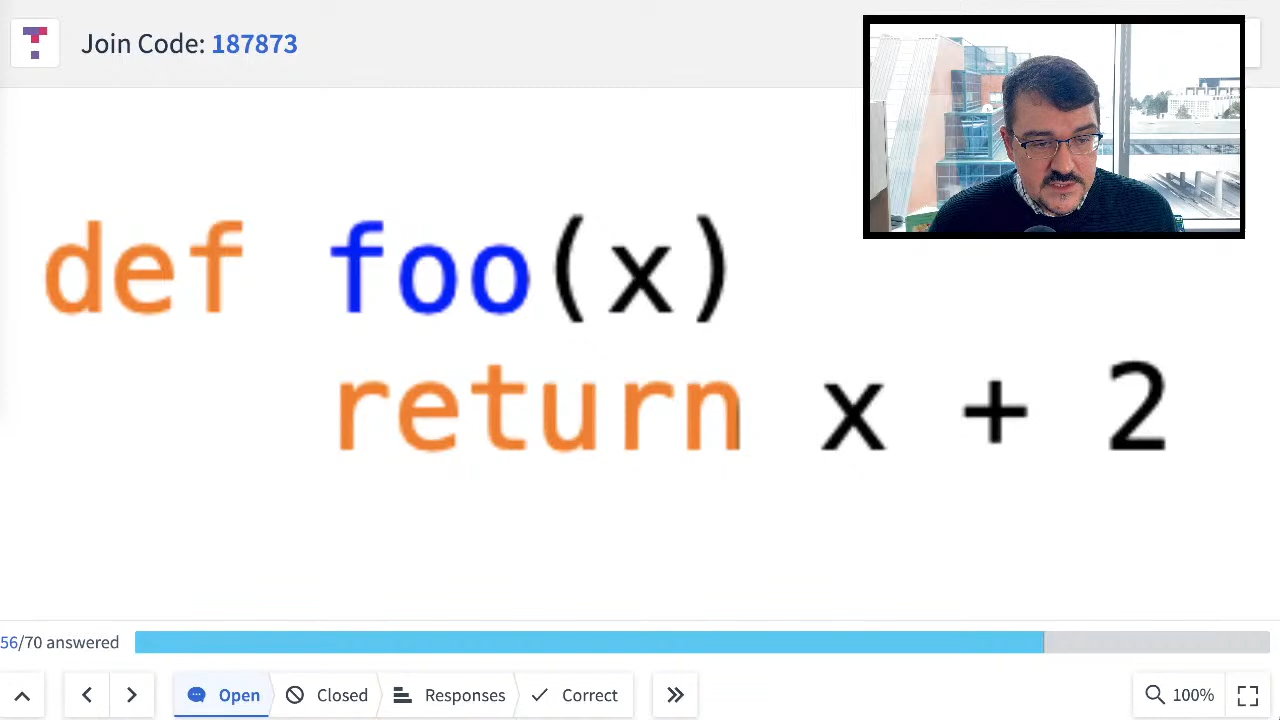 Join Code: 187873
def foo(x)
return x + 2
56/70 answered
Open
Closed
Responses
Correct
100%